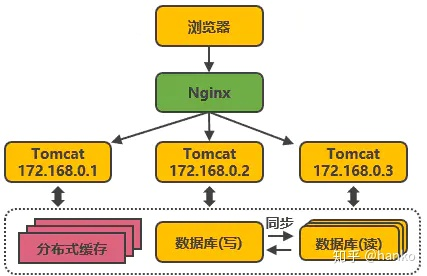 浏览器
Nginx
Tomcat
172.168.0.1
Tomcat
172.168.0.2
Tomcat
172.168.0.3
分布式缓存
数据库(写)
同步
数据库(读)
知乎 @hanko